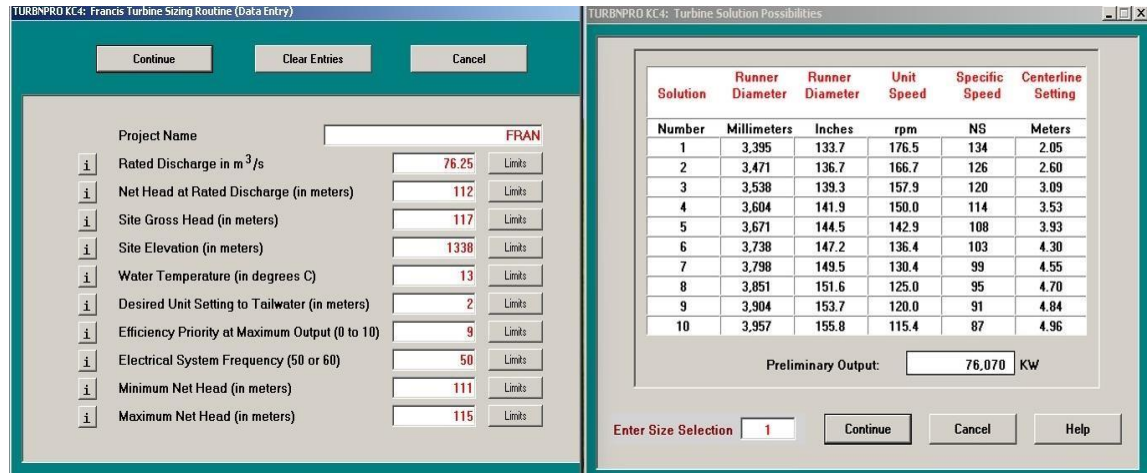 TURBNPRO KC4: Francis Turbine Sizing Routine (Data Entry)
Continue
Clear Entries
Cancel
Project Name FRAN
i Rated Discharge in m³/s 76.25 Limits
i Net Head at Rated Discharge (in meters) 112 Limits
i Site Gross Head (in meters) 117 Limits
i Site Elevation (in meters) 1338 Limits
i Water Temperature (in degrees C) 13 Limits
i Desired Unit Setting to Tailwater (in meters) 2 Limits
i Efficiency Priority at Maximum Output (0 to 10) 9 Limits
i Electrical System Frequency (50 or 60) 50 Limits
i Minimum Net Head (in meters) 111 Limits
i Maximum Net Head (in meters) 115 Limits
TURBNPRO KC4: Turbine Solution Possibilities
Runner Runner Unit Specific Centerline
Solution Diameter Diameter Speed Speed Setting
Number Millimeters Inches rpm NS Meters
1 3,395 133.7 176.5 134 2.05
2 3,471 136.7 166.7 126 2.60
3 3,538 139.3 157.9 120 3.09
4 3,604 141.9 150.0 114 3.53
5 3,671 144.5 142.9 108 3.93
6 3,738 147.2 136.4 103 4.30
7 3,798 149.5 130.4 99 4.55
8 3,851 151.6 125.0 95 4.70
9 3,904 153.7 120.0 91 4.84
10 3,957 155.8 115.4 87 4.96
Preliminary Output: 76,070 KW
Enter Size Selection 1 Continue Cancel Help